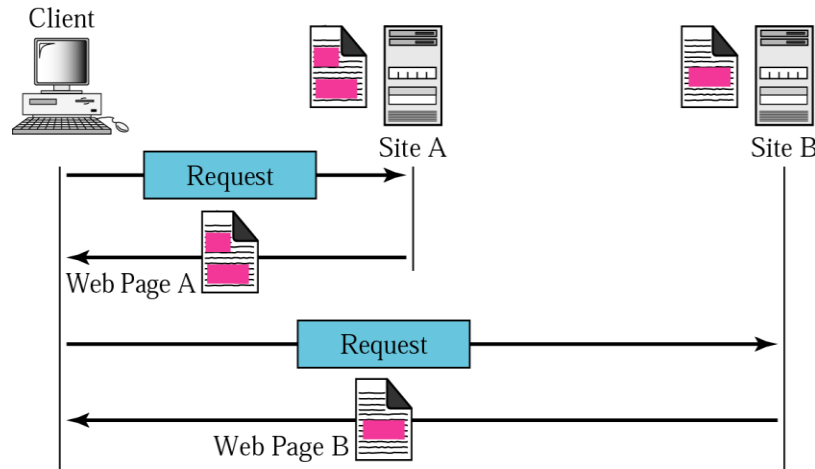 Client
Site A
Site B
Request
Web Page A
Request
Web Page B